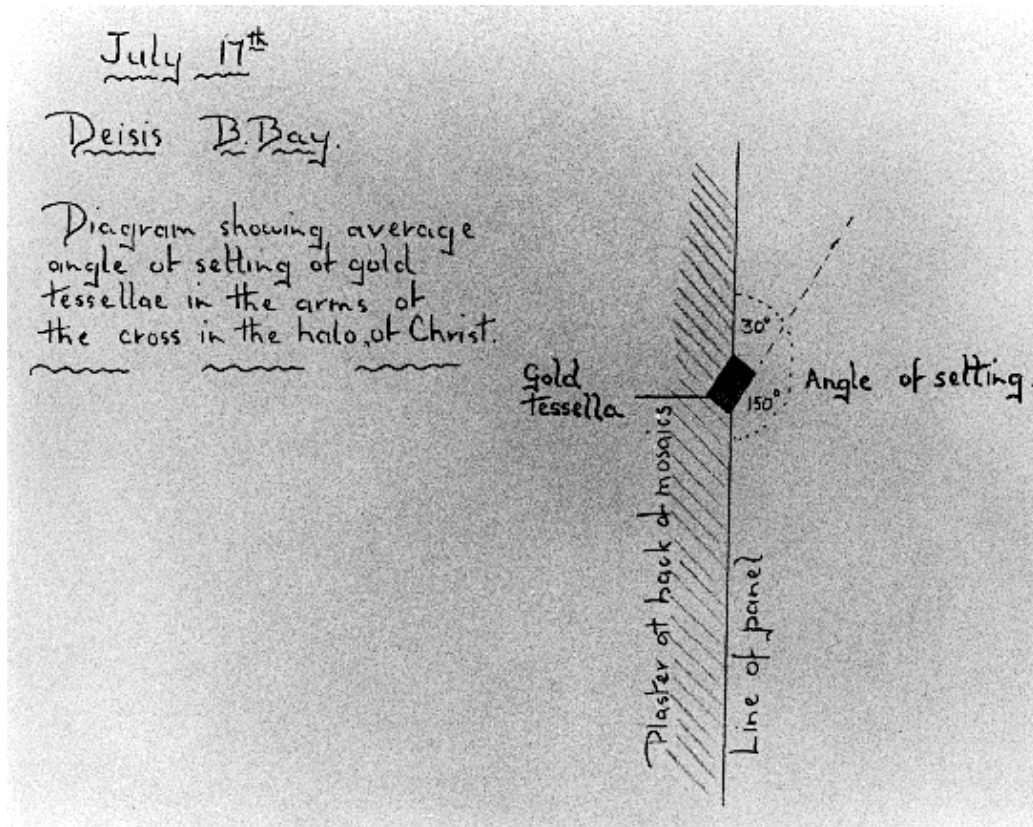 July 17th
Deisis B.Bay.
Diagram showing average
angle of setting of gold
tessellae in the arms of
the cross in the halo, of Christ.
30°
Gold
tessella
150°
Angle of setting.
Plaster at back of mosaics
Line of panel